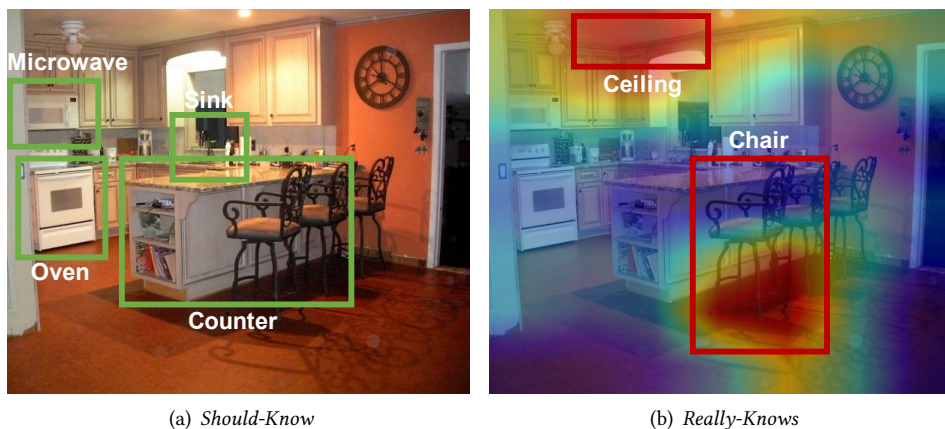 Microwave
Sink
Oven
Counter
Ceiling
Chair
(a) Should-Know
(b) Really-Knows